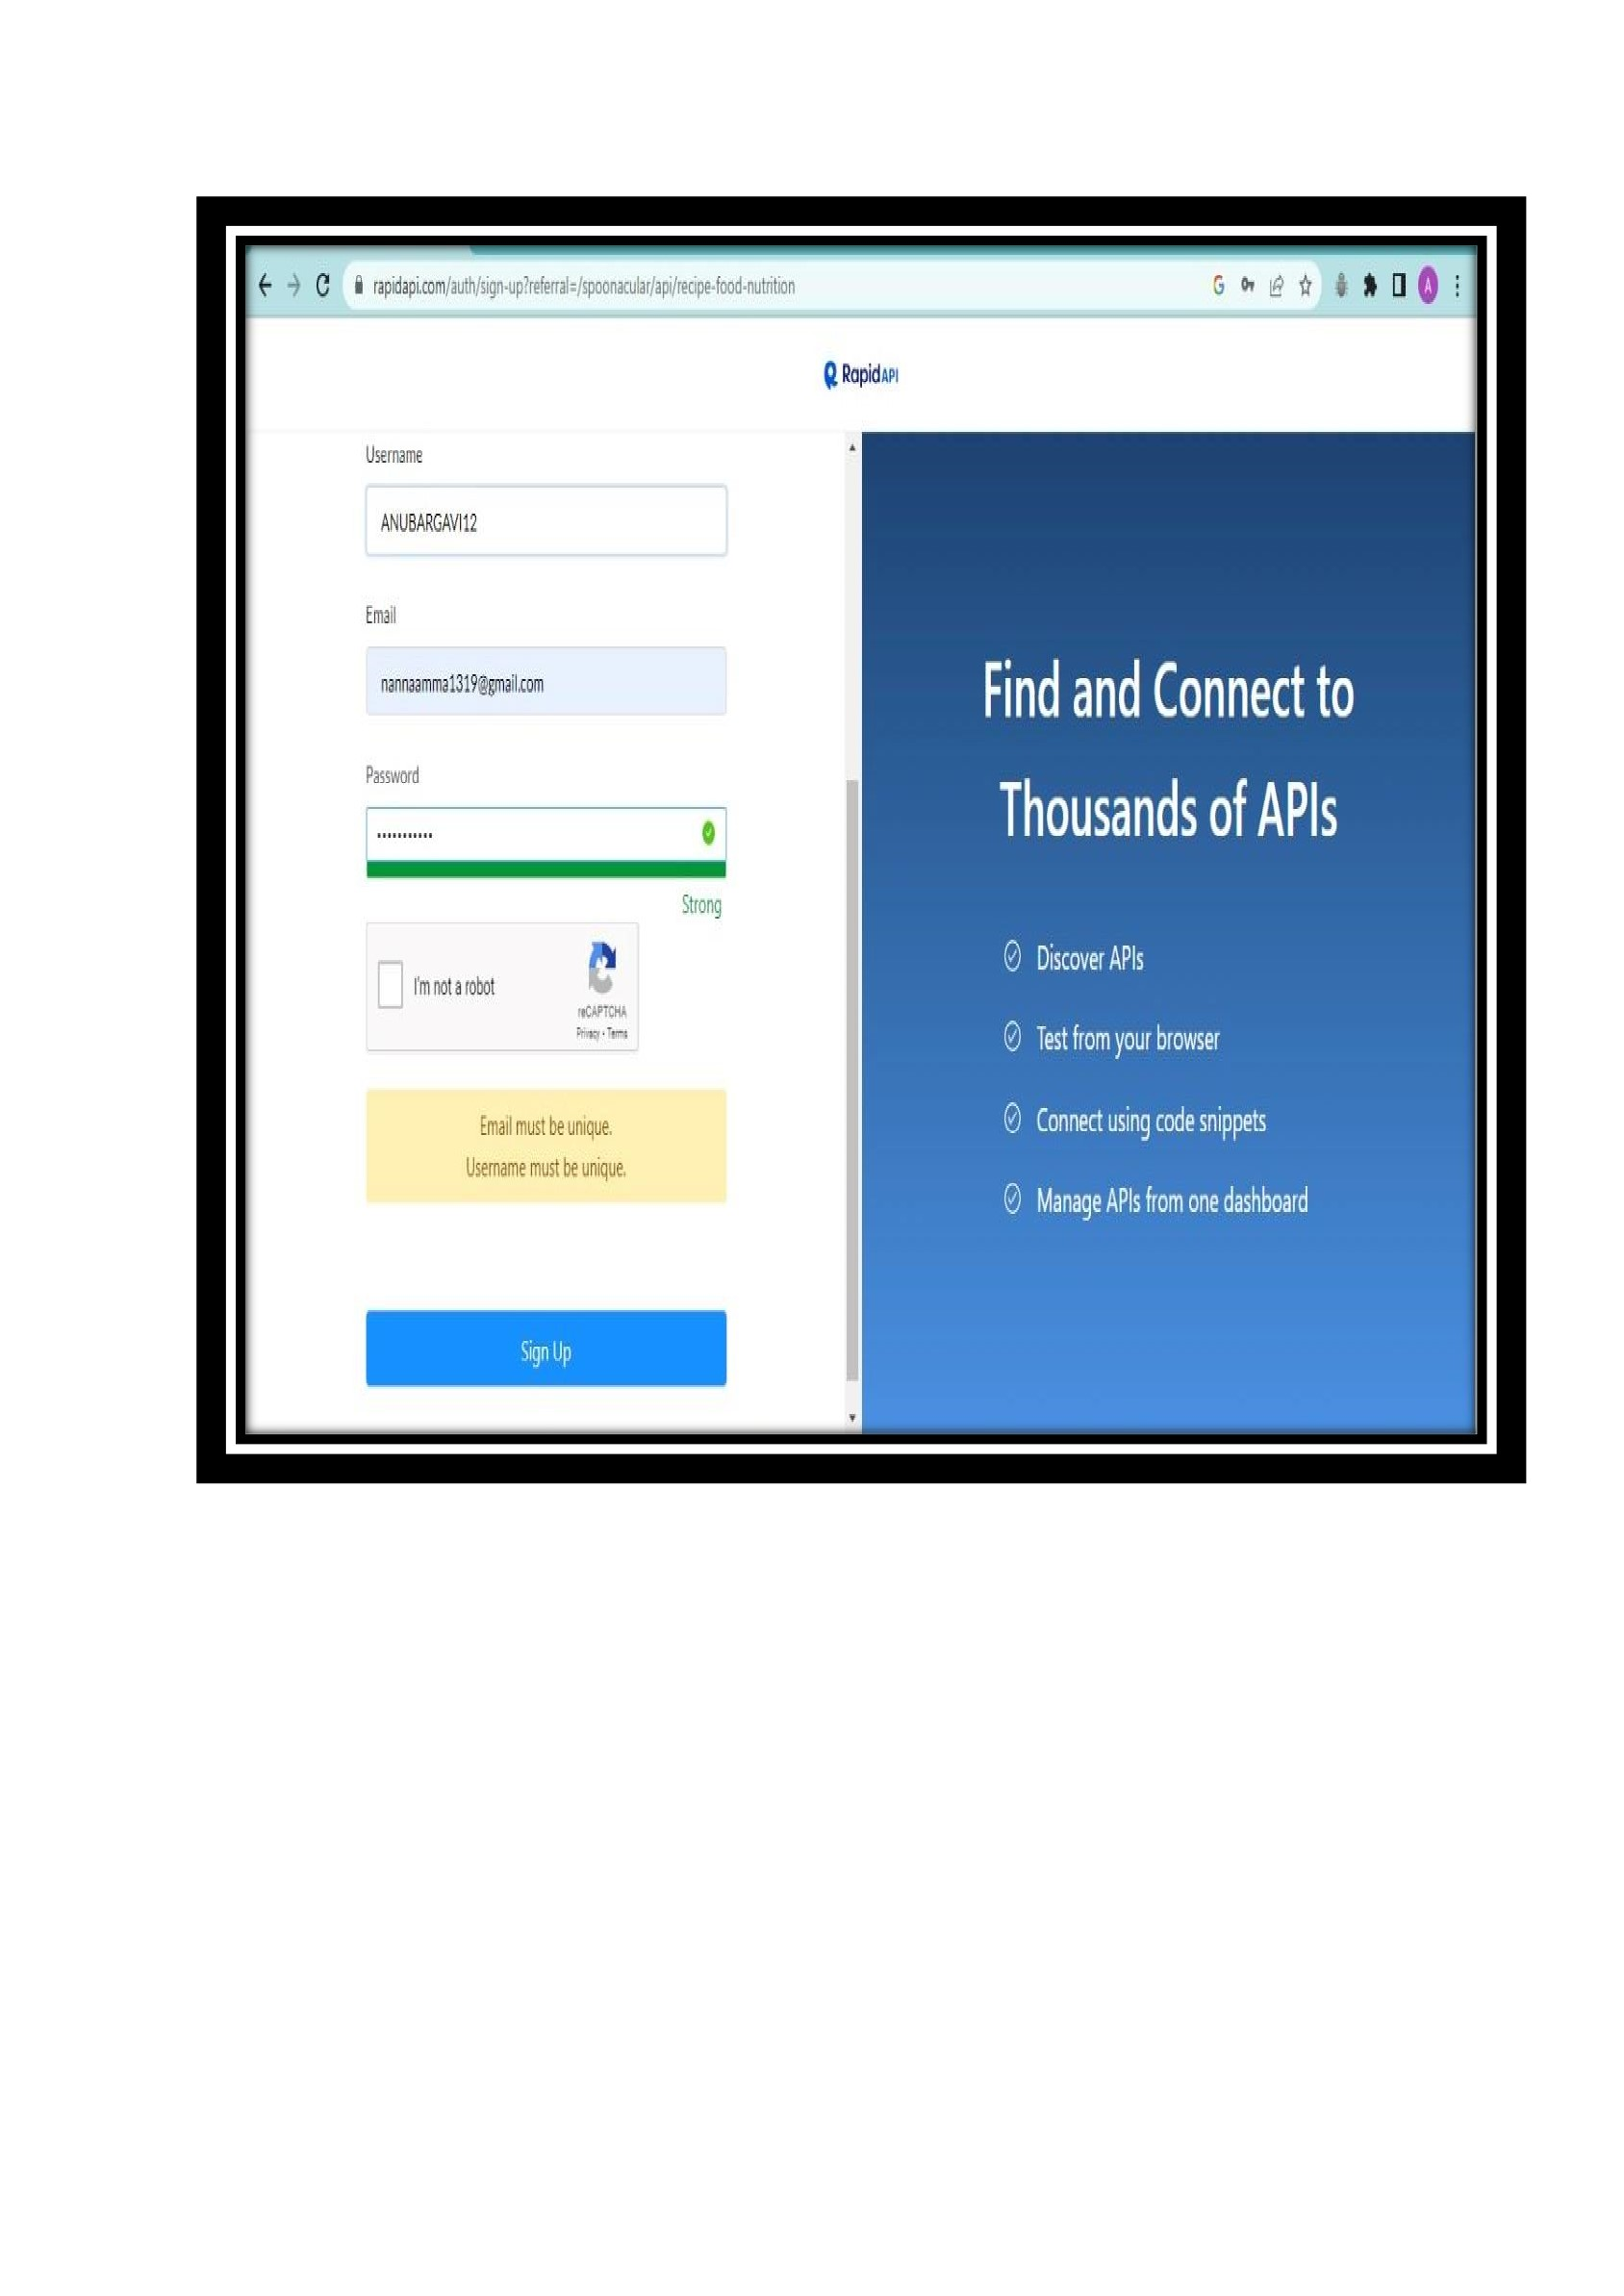 rapidapi.com/auth/sign-up?referral=/spoonacular/api/recipe-food-nutrition
A
RapidAPI
Username
ANUBARGAVI12
Email
nannaamma1319@gmail.com
Password
Strong
I'm not a robot
reCAPTCHA
Privacy - Terms
Email must be unique.
Username must be unique.
Sign Up
Find and Connect to
Thousands of APIs
Discover APIs
Test from your browser
Connect using code snippets
Manage APIs from one dashboard